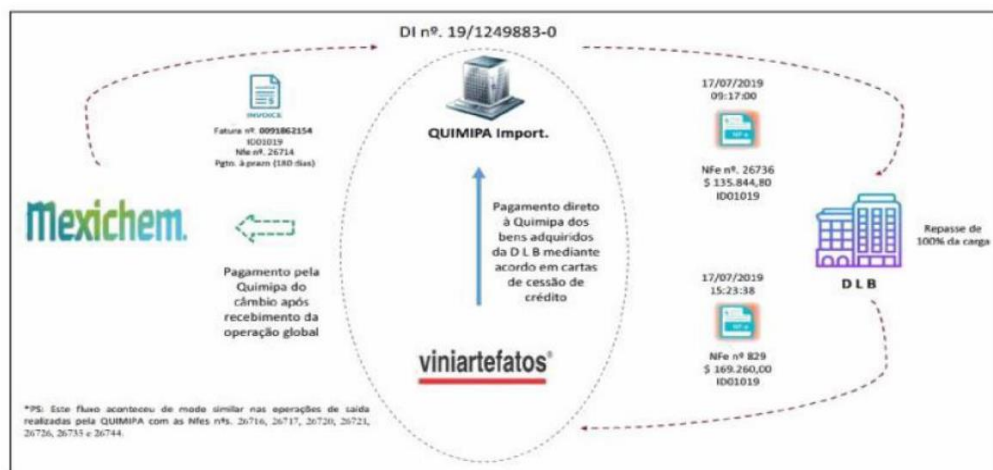 DI nº. 19/1249883-0
INVOICE
Fatura nº. 0091862154
ID01019
Nfe nº. 26714
Pgto. à prazo (180 dias)
Mexichem.
Pagamento pela
Quimipa do
câmbio após
recebimento da
operação global
QUIMIPA Import.
Pagamento direto
à Quimipa dos
bens adquiridos
da D L B mediante
acordo em cartas
de cessão de
crédito
viniartefatos®
17/07/2019
09:17:00
NF-e
NFe nº. 26736
$ 135.844,80
ID01019
D L B
Repasse de
100% da carga
17/07/2019
15:23:38
NF-e
NFe nº 829
$ 169.260,00
ID01019
*PS: Este fluxo aconteceu de modo similar nas operações de saída
realizadas pela QUIMIPA com as Nfes nºs. 26716, 26717, 26720, 26721,
26726, 26735 e 26744.